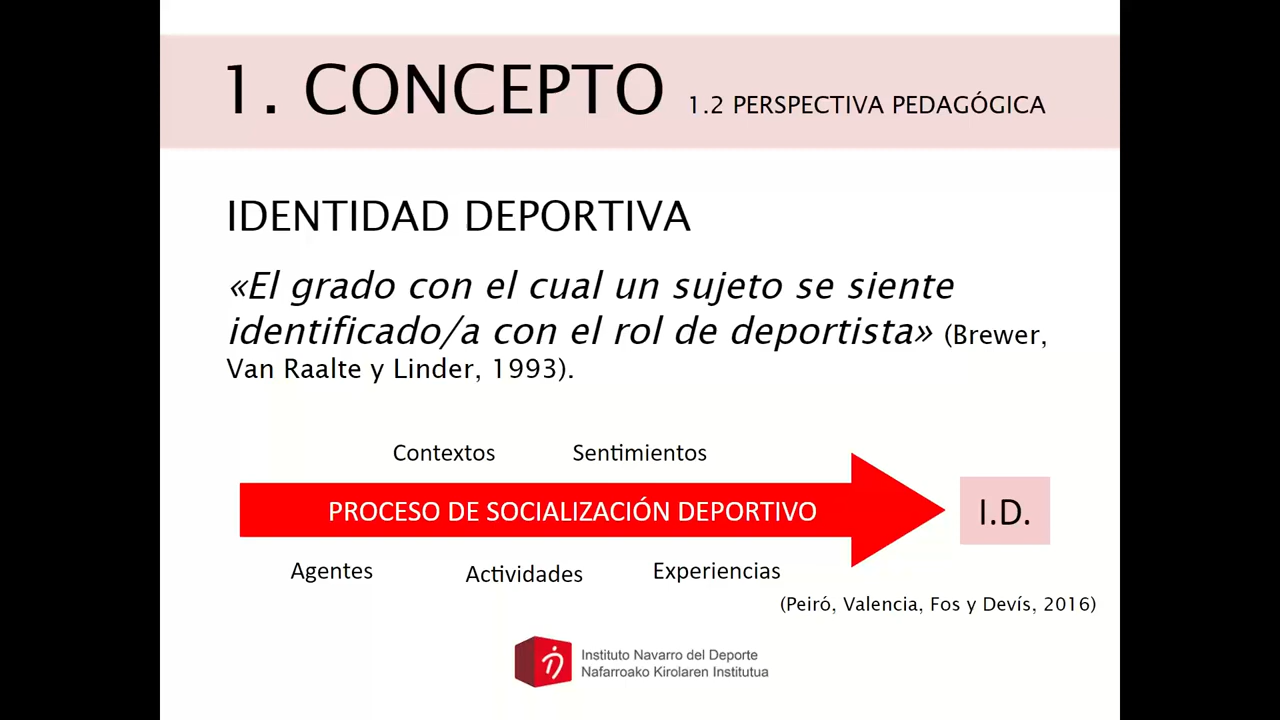 1. CONCEPTO 1.2 PERSPECTIVA PEDAGÓGICA
IDENTIDAD DEPORTIVA
«El grado con el cual un sujeto se siente
identificado/a con el rol de deportista» (Brewer,
Van Raalte y Linder, 1993).
Contextos Sentimientos
PROCESO DE SOCIALIZACIÓN DEPORTIVO I.D.
Agentes Actividades Experiencias
(Peiró, Valencia, Fos y Devís, 2016)
Instituto Navarro del Deporte
Nafarroako Kirolaren Institutua